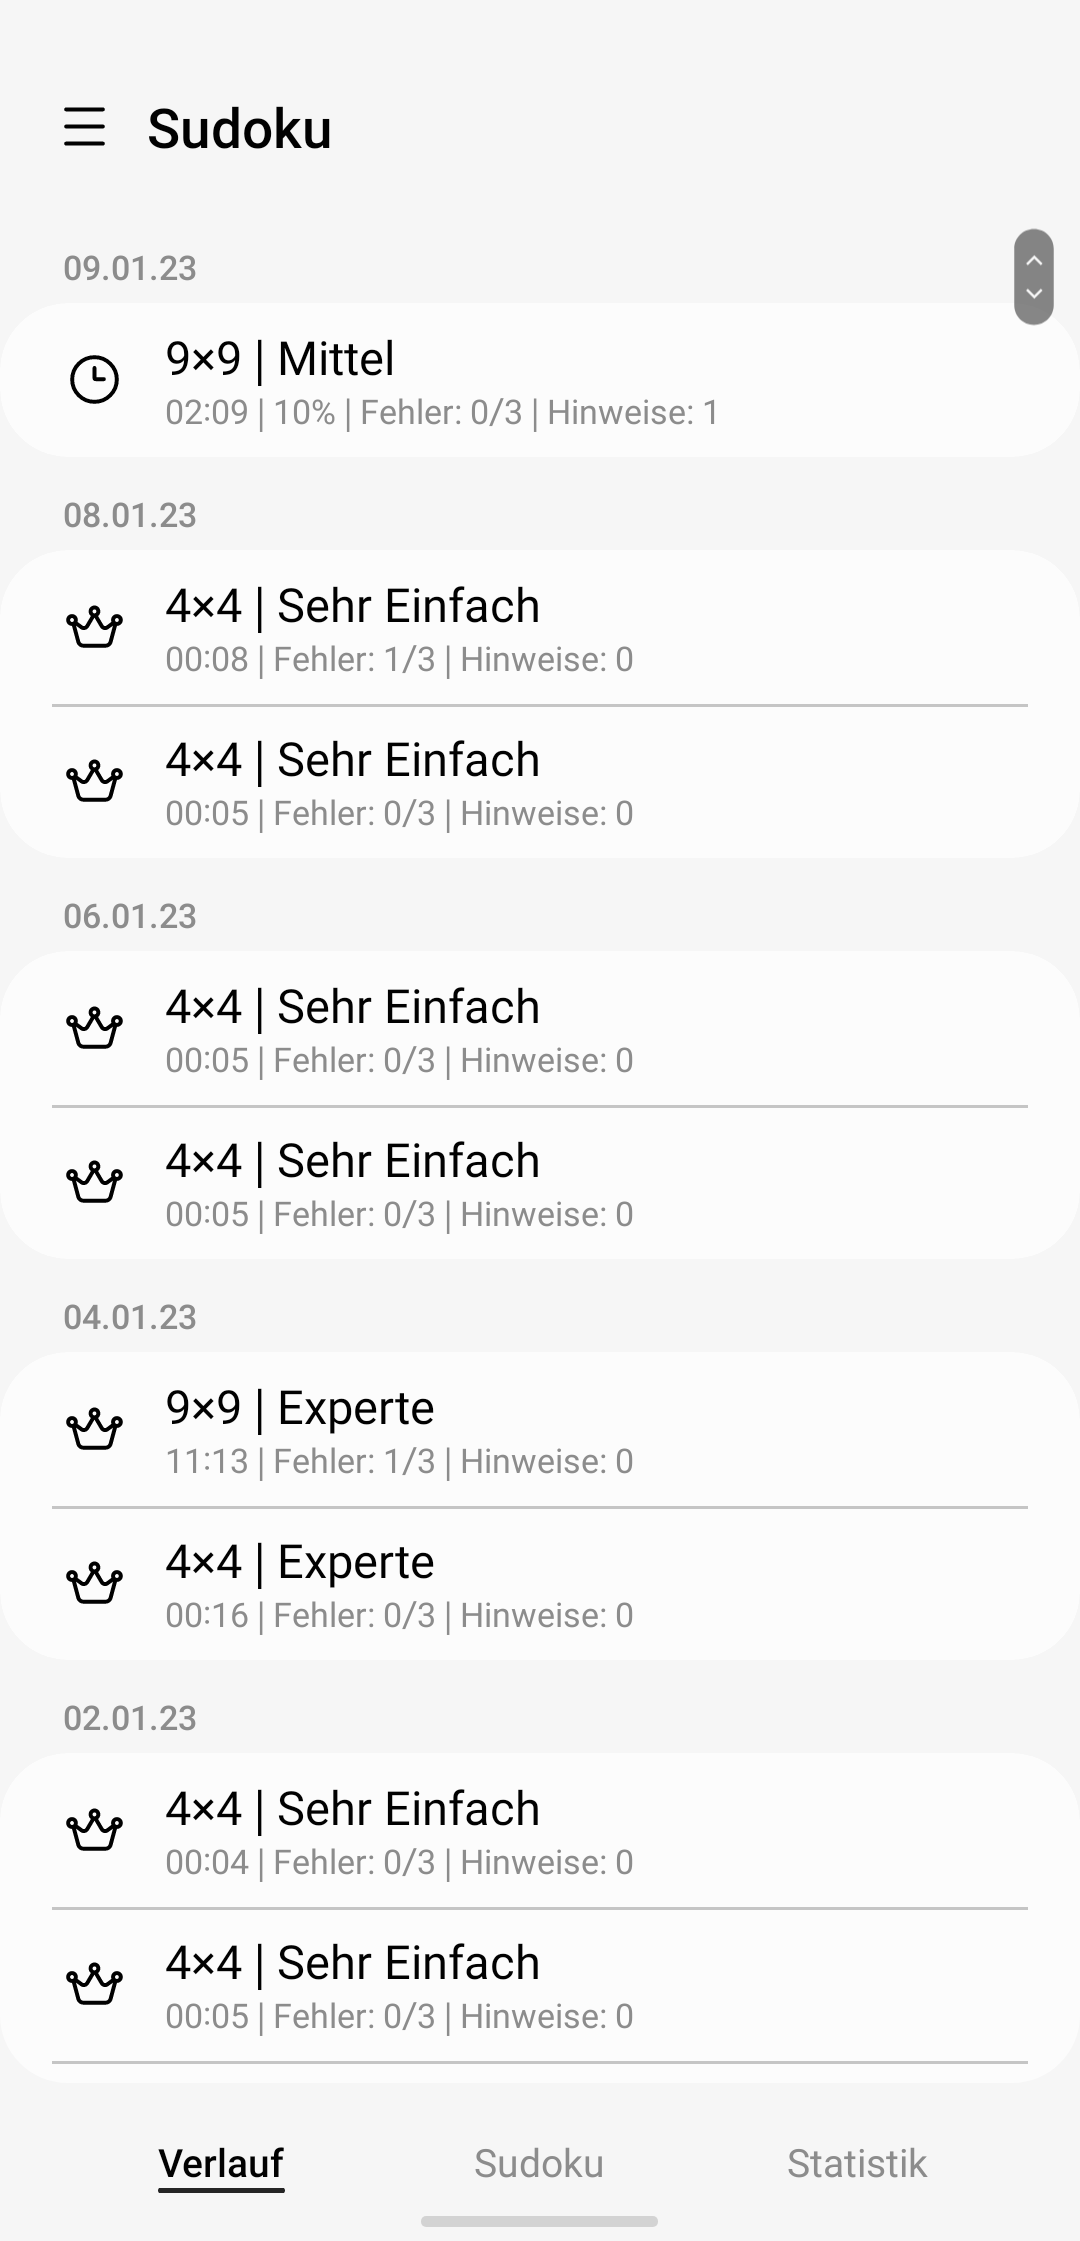 Sudoku
09.01.23
9×9 | Mittel
02:09 | 10% | Fehler: 0/3 | Hinweise: 1
08.01.23
4×4 | Sehr Einfach
00:08 | Fehler: 1/3 | Hinweise: 0
4×4 | Sehr Einfach
00:05 | Fehler: 0/3 | Hinweise: 0
06.01.23
4×4 | Sehr Einfach
00:05 | Fehler: 0/3 | Hinweise: 0
4×4 | Sehr Einfach
00:05 | Fehler: 0/3 | Hinweise: 0
04.01.23
9×9 | Experte
11:13 | Fehler: 1/3 | Hinweise: 0
4×4 | Experte
00:16 | Fehler: 0/3 | Hinweise: 0
02.01.23
4×4 | Sehr Einfach
00:04 | Fehler: 0/3 | Hinweise: 0
4×4 | Sehr Einfach
00:05 | Fehler: 0/3 | Hinweise: 0
Verlauf Sudoku Statistik